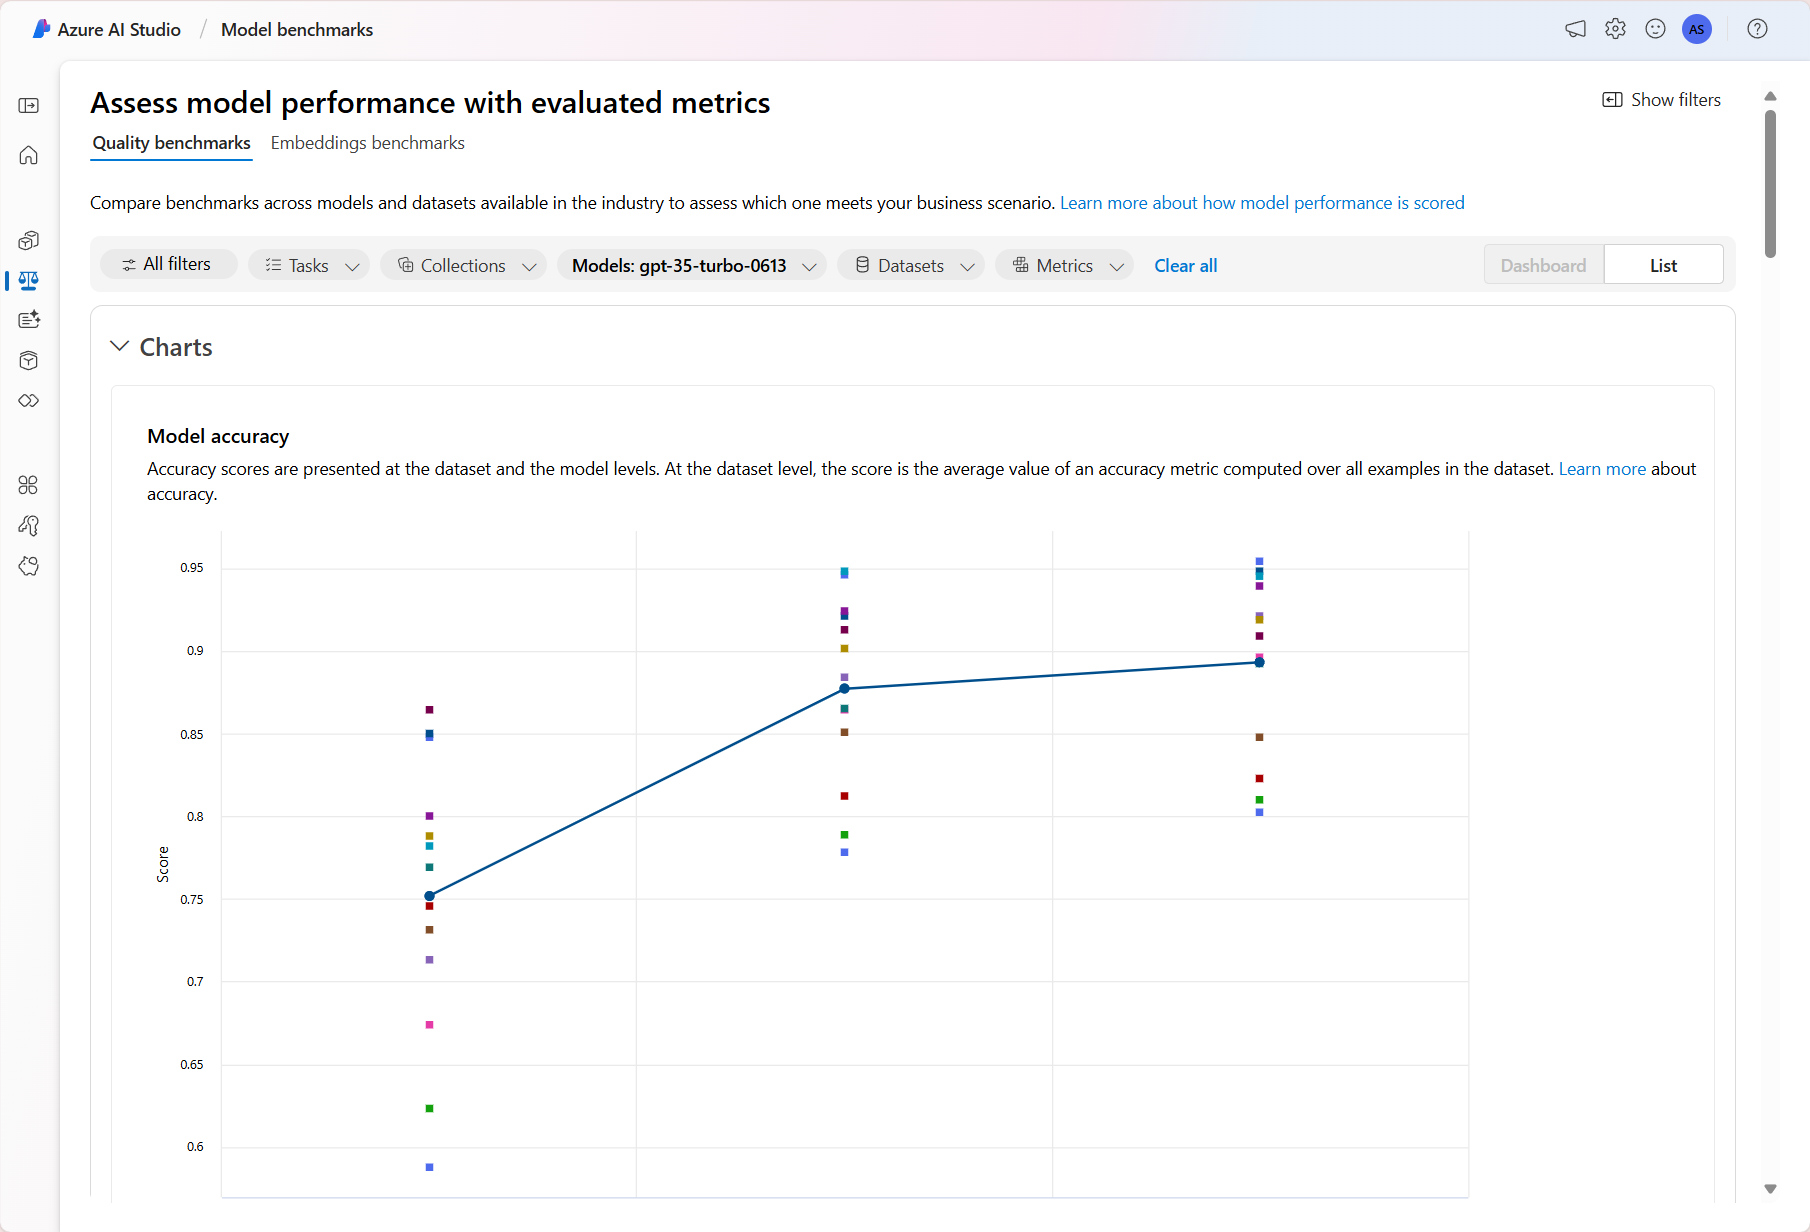 Azure AI Studio / Model benchmarks
AS
Assess model performance with evaluated metrics
Show filters
Quality benchmarks Embeddings benchmarks
Compare benchmarks across models and datasets available in the industry to assess which one meets your business scenario. Learn more about how model performance is scored
All filters Tasks Collections Models: gpt-35-turbo-0613 Datasets Metrics Clear all Dashboard List
Charts
Model accuracy
Accuracy scores are presented at the dataset and the model levels. At the dataset level, the score is the average value of an accuracy metric computed over all examples in the dataset. Learn more about
accuracy.
0.95
0.9
0.85
0.8
Score
0.75
0.7
0.65
0.6